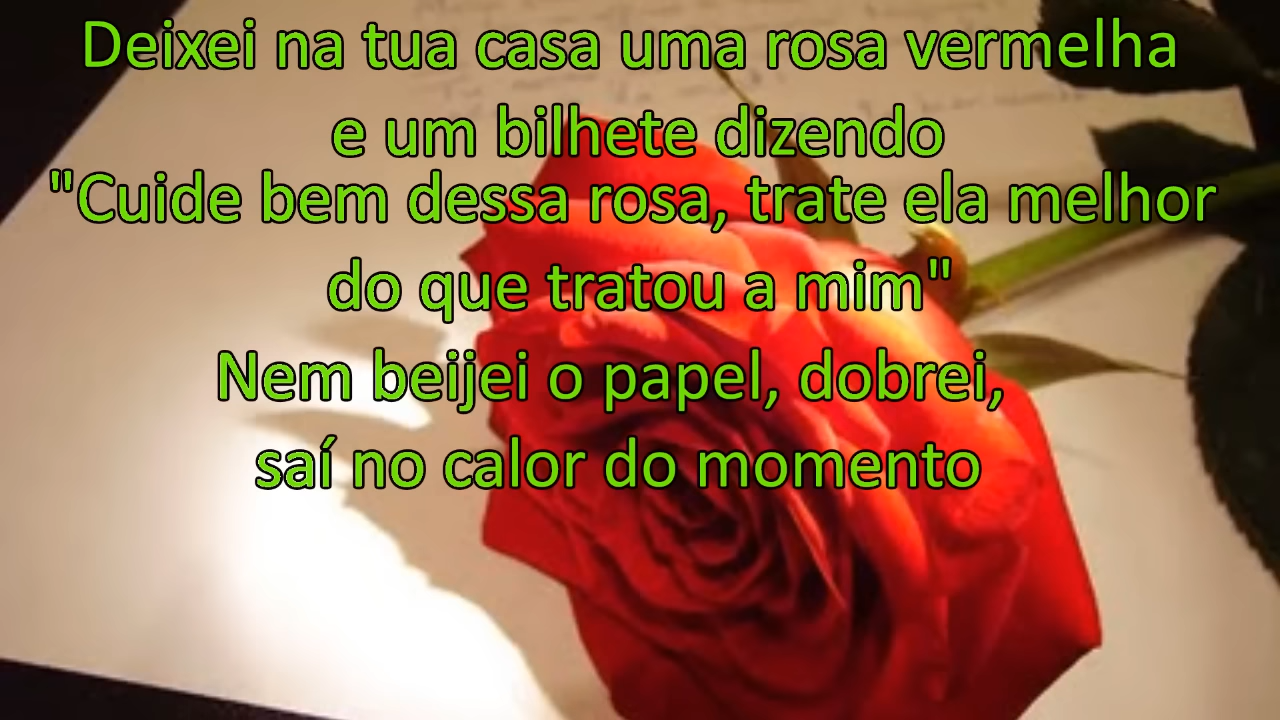 Deixei na tua casa uma rosa vermelha
e um bilhete dizendo
"Cuide bem dessa rosa, trate ela melhor
do que tratou a mim"
Nem beijei o papel, dobrei,
saí no calor do momento